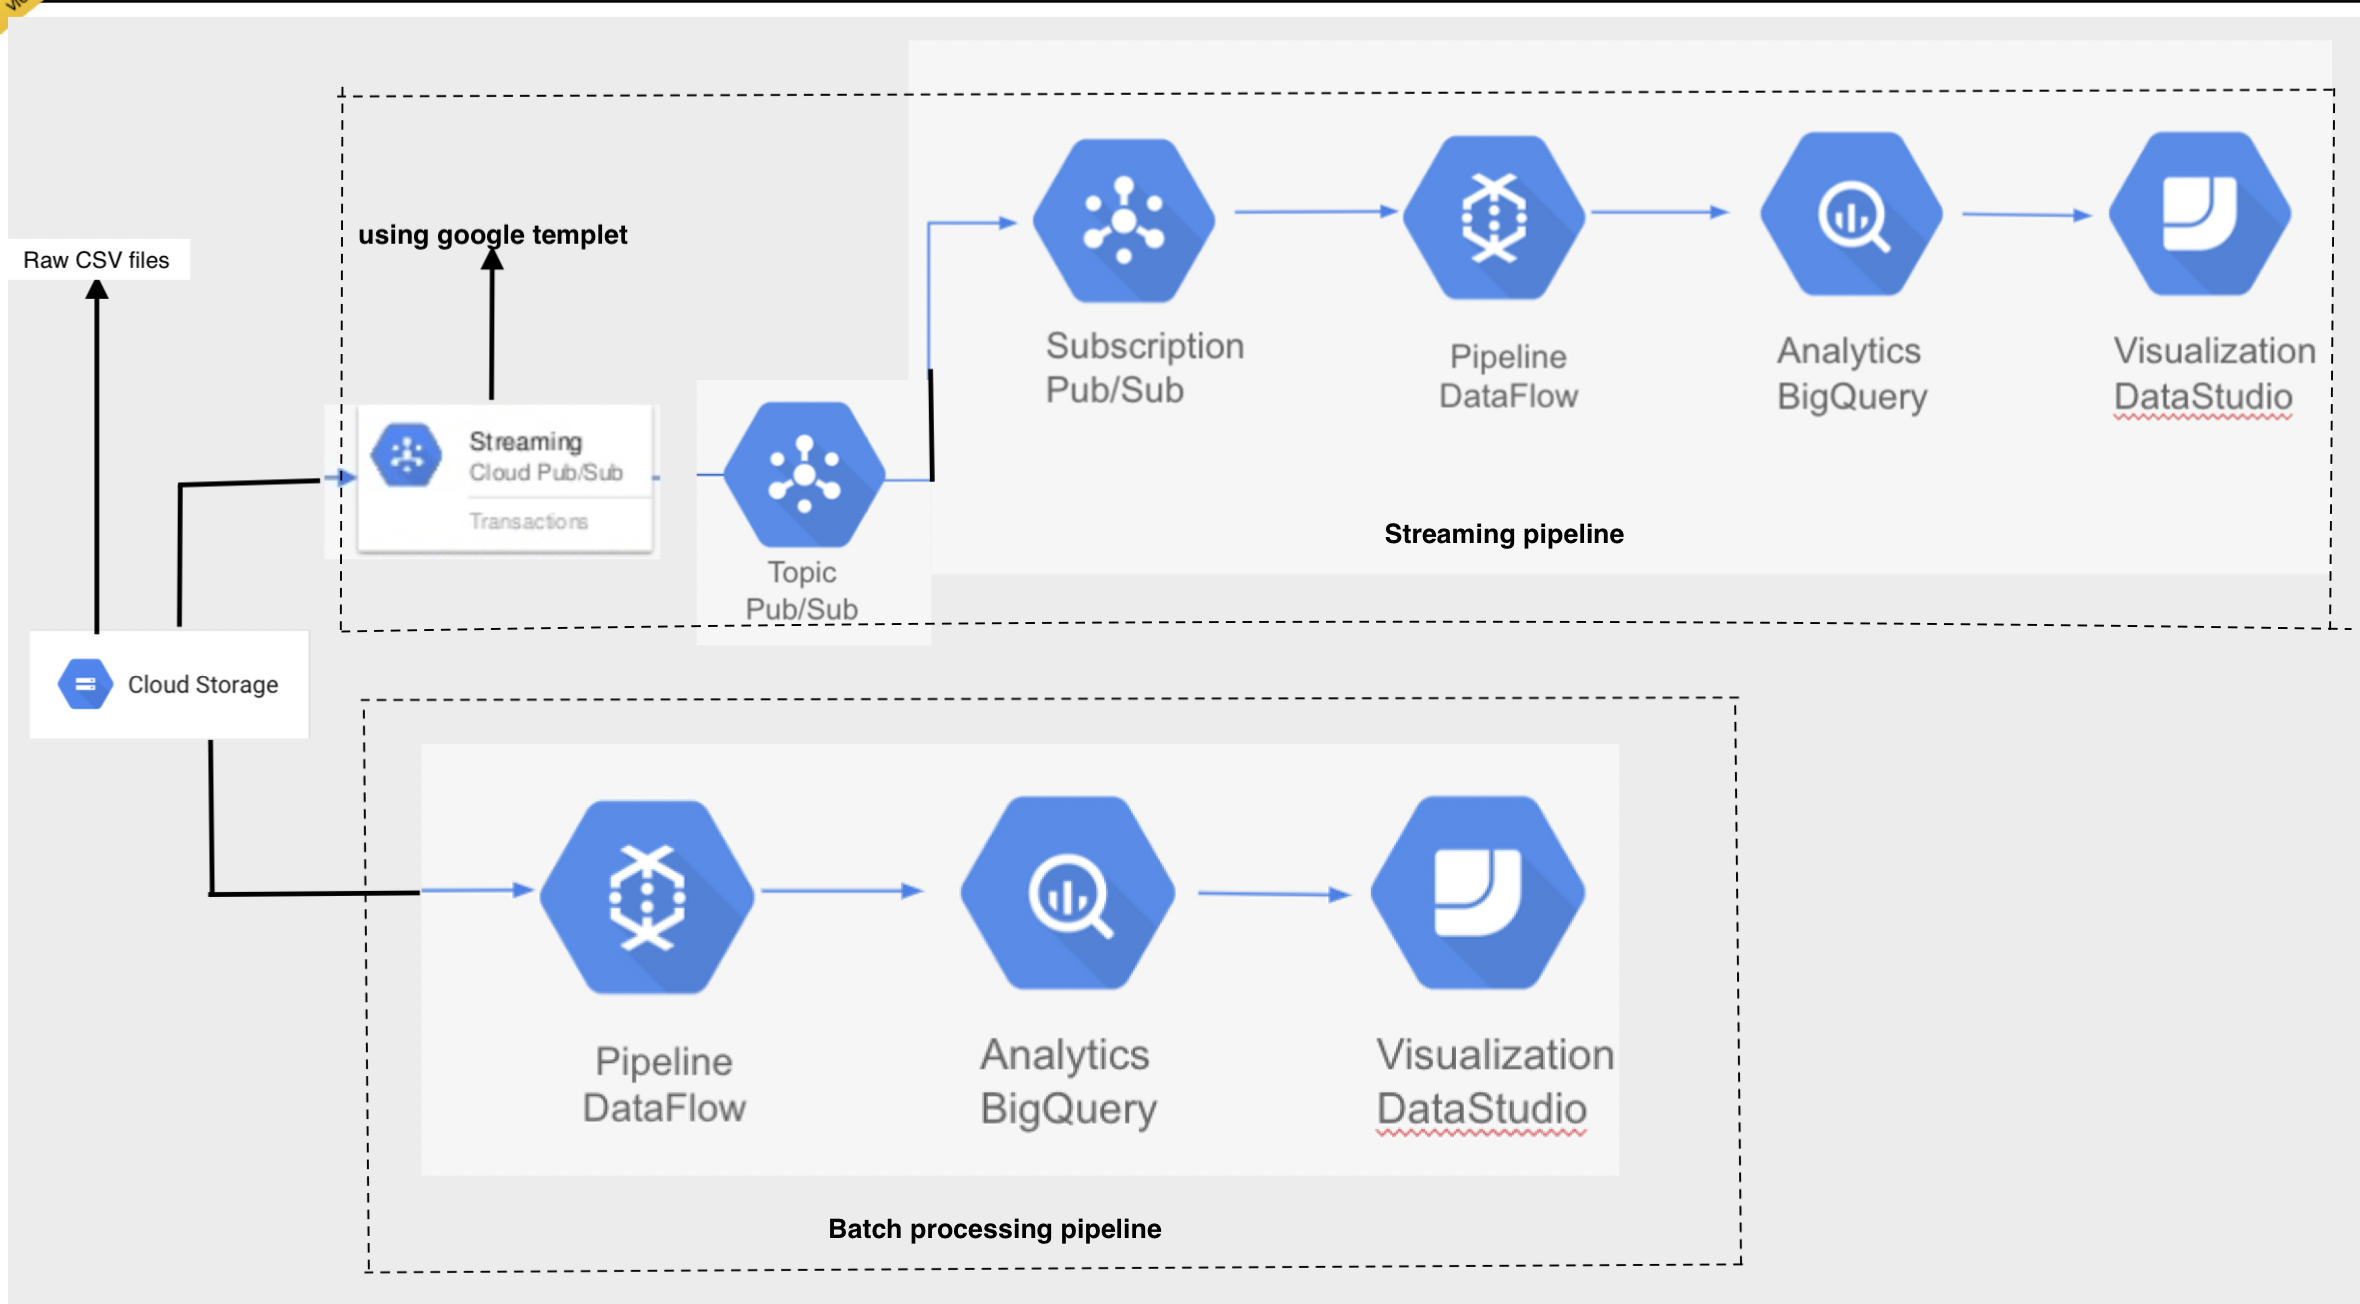 using google templet
Raw CSV files
Subscription
Pub/Sub
Pipeline
DataFlow
Analytics
BigQuery
Visualization
DataStudio
Streaming
Cloud Pub/Sub
Transactions
Topic
Pub/Sub
Streaming pipeline
Cloud Storage
Pipeline
DataFlow
Analytics
BigQuery
Visualization
DataStudio
Batch processing pipeline